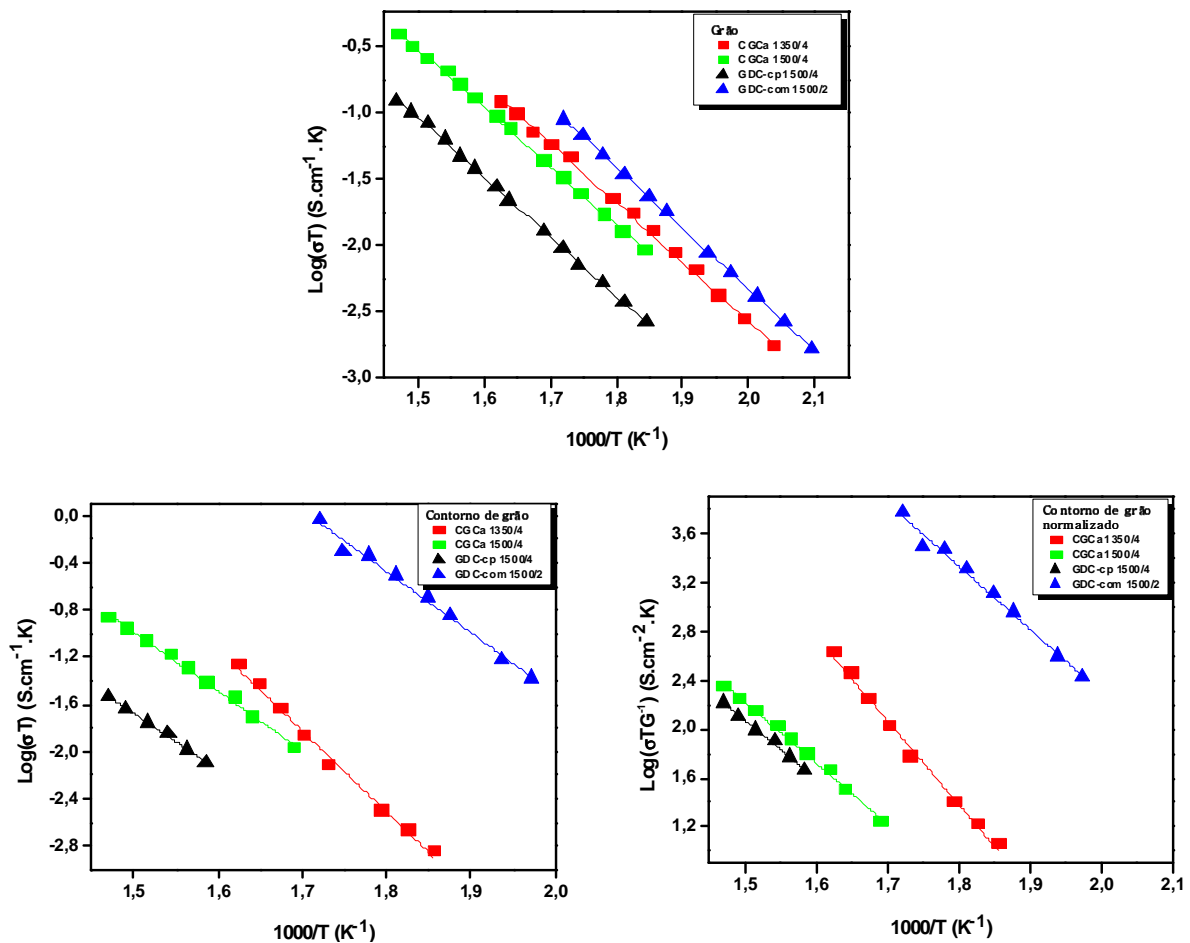 Grão
CGCa 1350/4
CGCa 1500/4
GDC-cp 1500/4
GDC-com 1500/2
Log(σT) (S.cm⁻¹. K)
-0,5
-1,0
-1,5
-2,0
-2,5
-3,0
1,5 1,6 1,7 1,8 1,9 2,0 2,1
1000/T (K⁻¹)
Contorno de grão
CGCa 1350/4
CGCa 1500/4
GDC-cp 1500/4
GDC-com 1500/2
Log(σT) (S.cm⁻¹.K)
0,0
-0,4
-0,8
-1,2
-1,6
-2,0
-2,4
-2,8
1,5 1,6 1,7 1,8 1,9 2,0
1000/T (K⁻¹)
Contorno de grão
normalizado
CGCa 1350/4
CGCa 1500/4
GDC-cp 1500/4
GDC-com 1500/2
Log(σTG⁻¹) (S.cm⁻².K)
3,6
3,2
2,8
2,4
2,0
1,6
1,2
1,5 1,6 1,7 1,8 1,9 2,0 2,1
1000/T (K⁻¹)